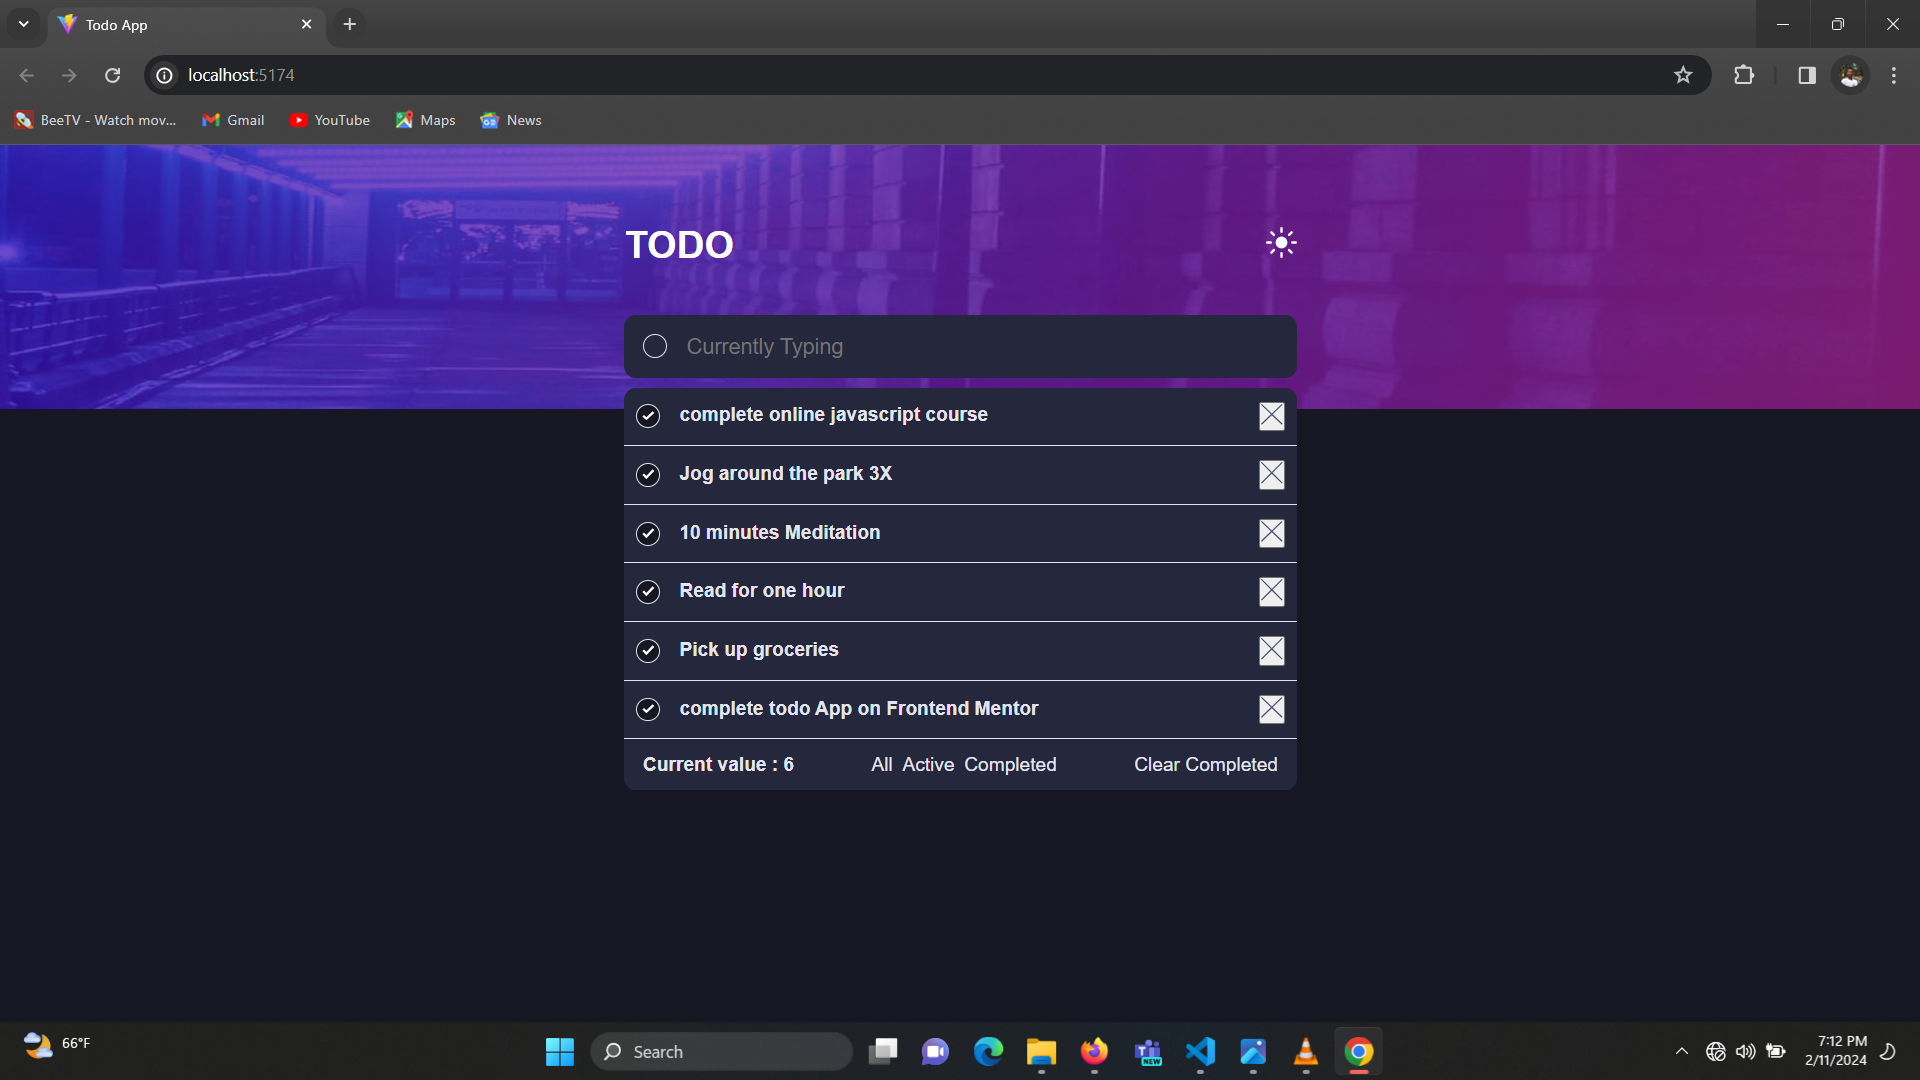 Todo App
localhost:5174
BeeTV - Watch mov... Gmail YouTube Maps News
TODO
Currently Typing
complete online javascript course
Jog around the park 3X
10 minutes Meditation
Read for one hour
Pick up groceries
complete todo App on Frontend Mentor
Current value : 6 All Active Completed Clear Completed
66°F Search NEW 7:12 PM
2/11/2024